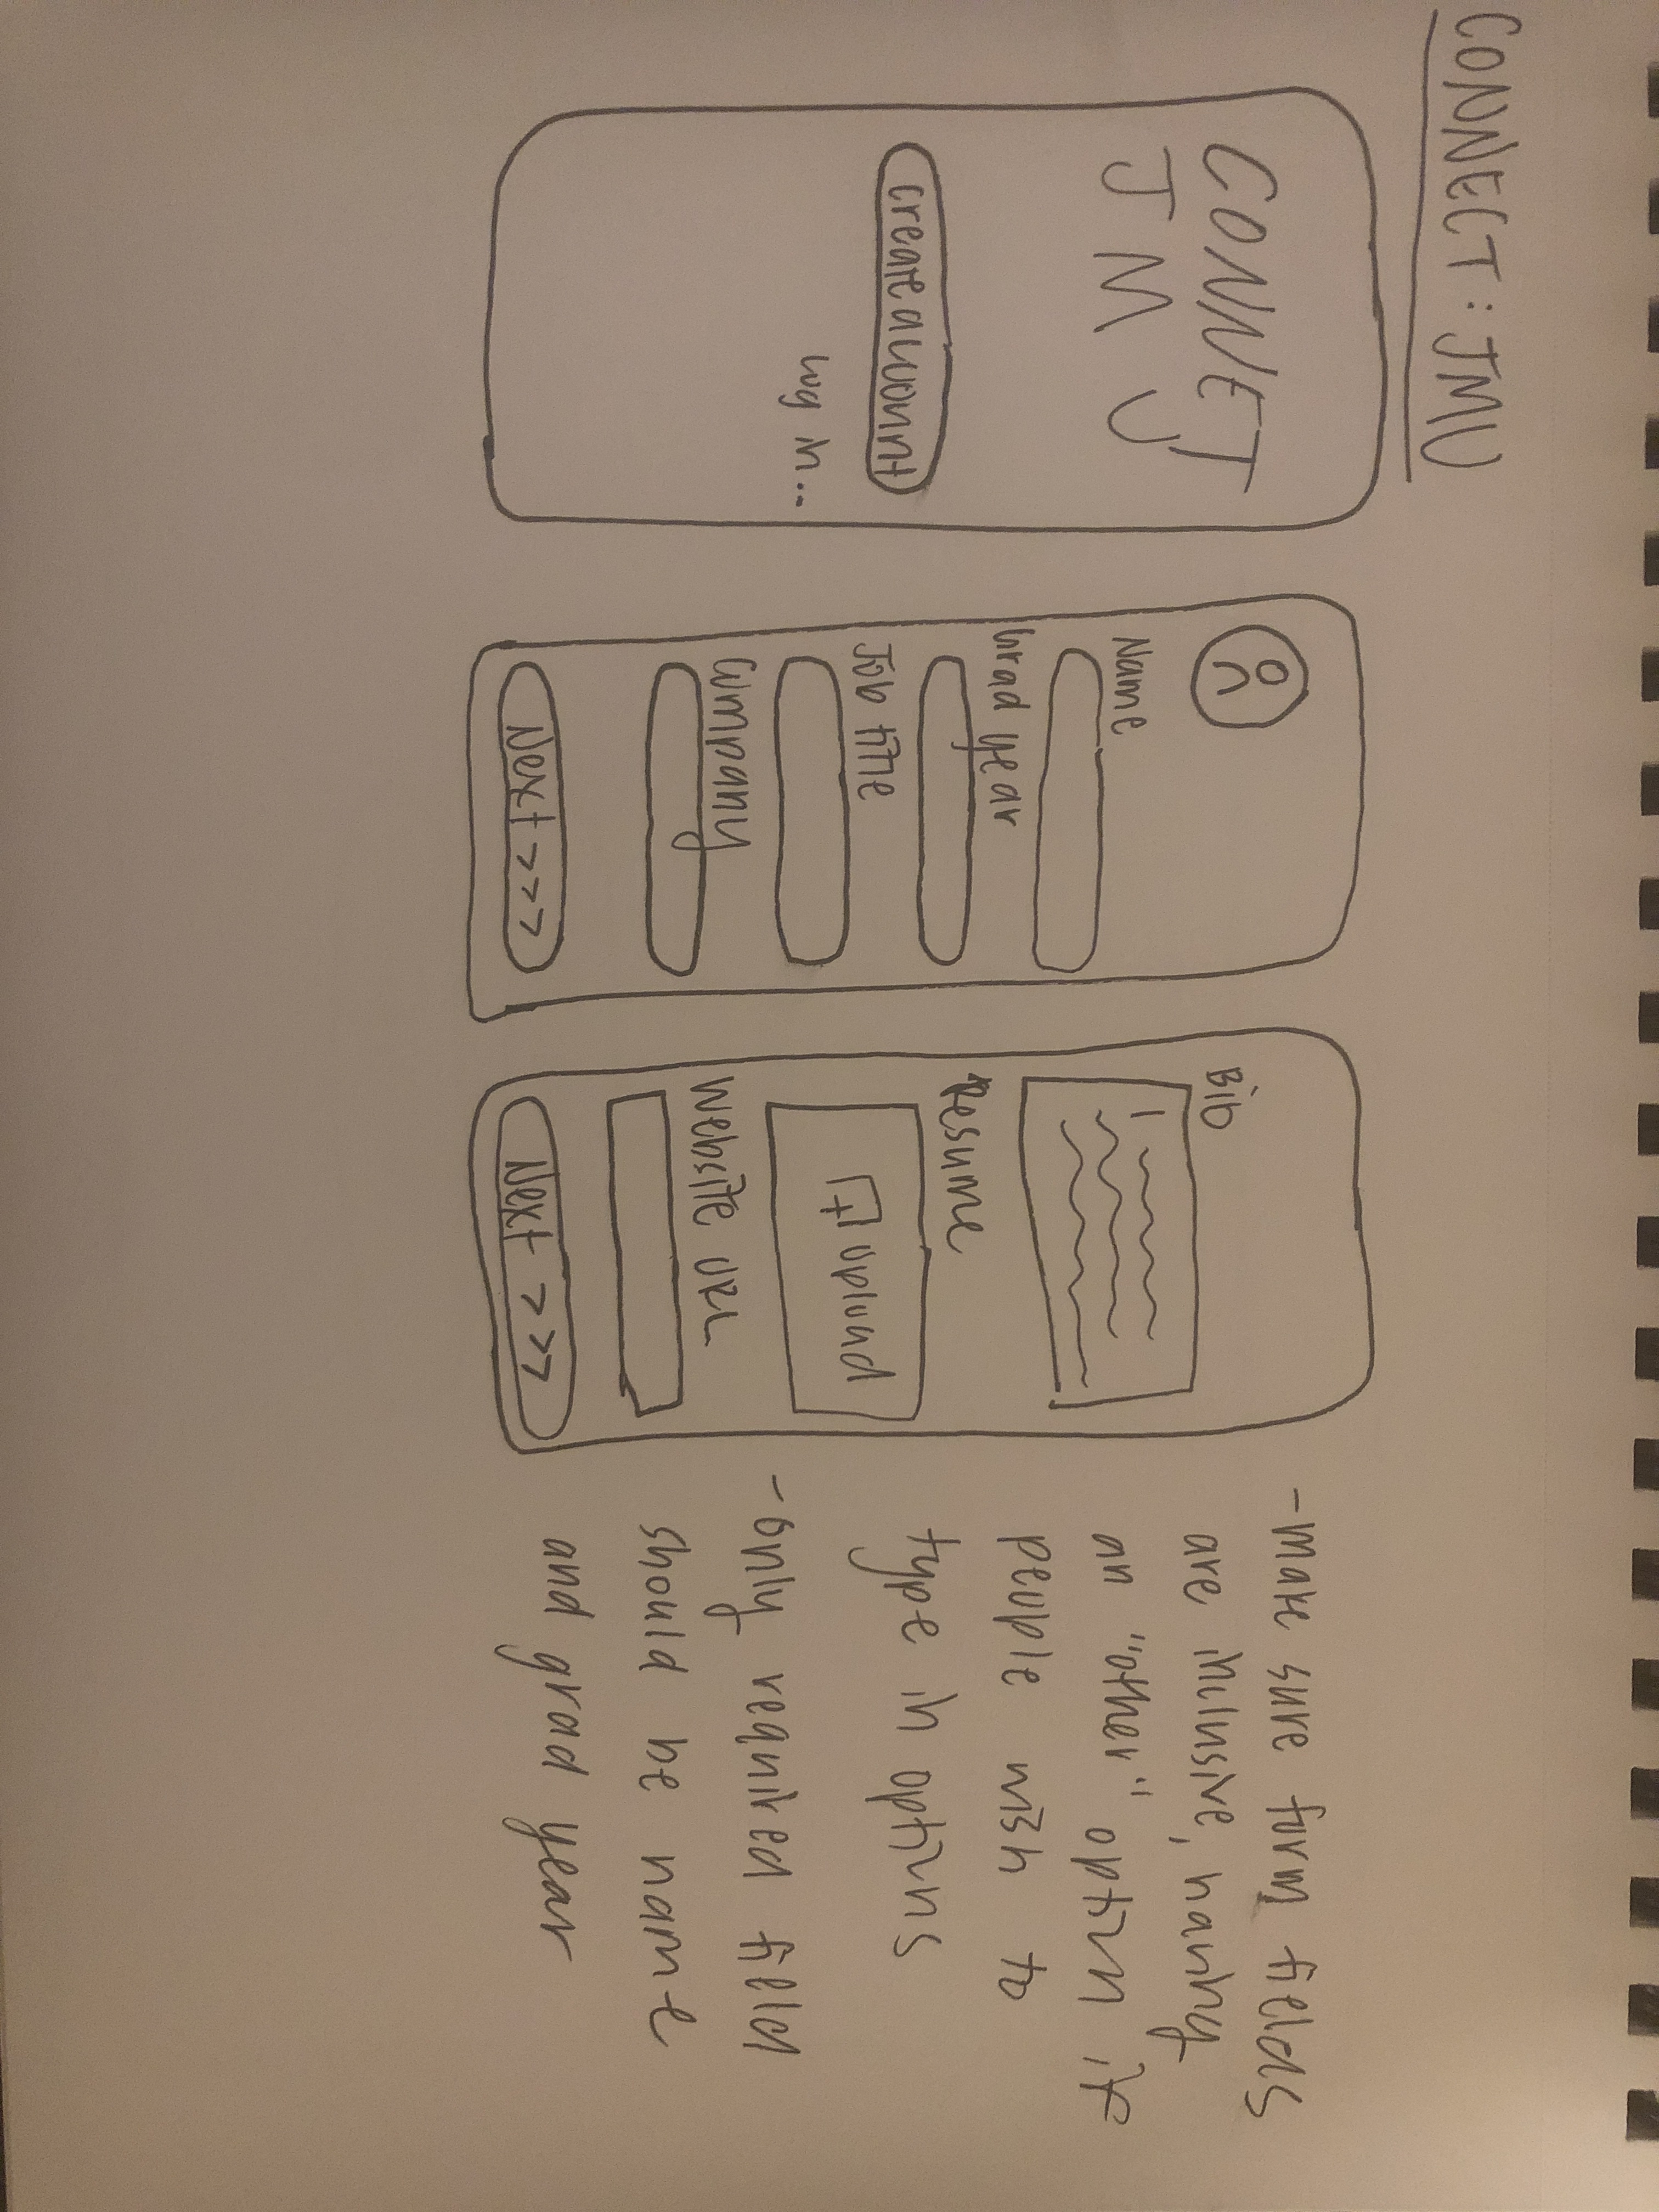 CONNECT: JMU
CONNECT
J M U
create account
log in...
Name
Grad year
Job title
Company
Next >>>
Bio
Resume
+ upload
Website URL
Next >>>
-Make sure form fields
are inclusive, having
an "other" option if
people wish to
type in options
-only required field
should be name
and grad year